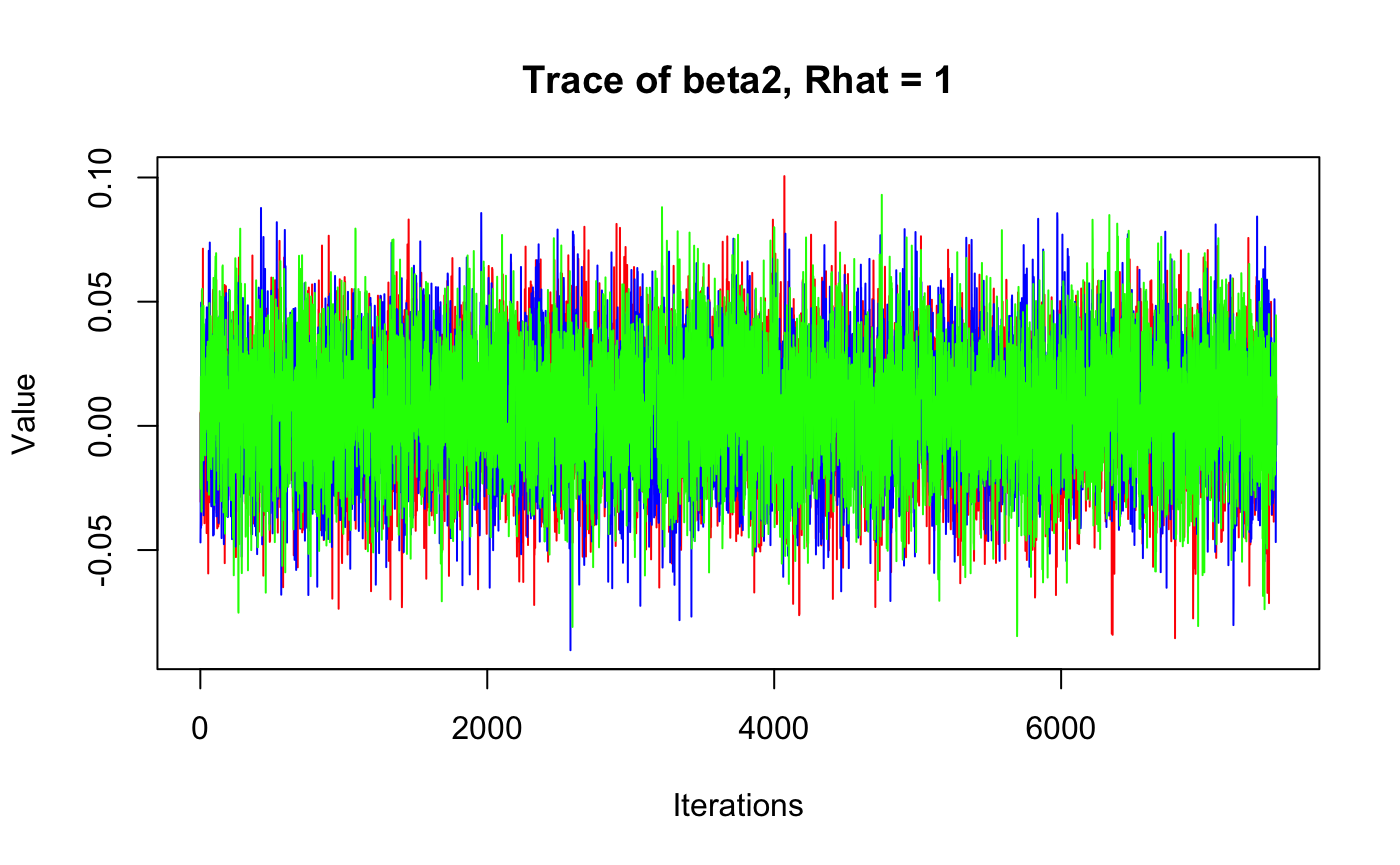 Trace of beta2, Rhat = 1
0.10
0.05
0.00
-0.05
Value
0 2000 4000 6000
Iterations